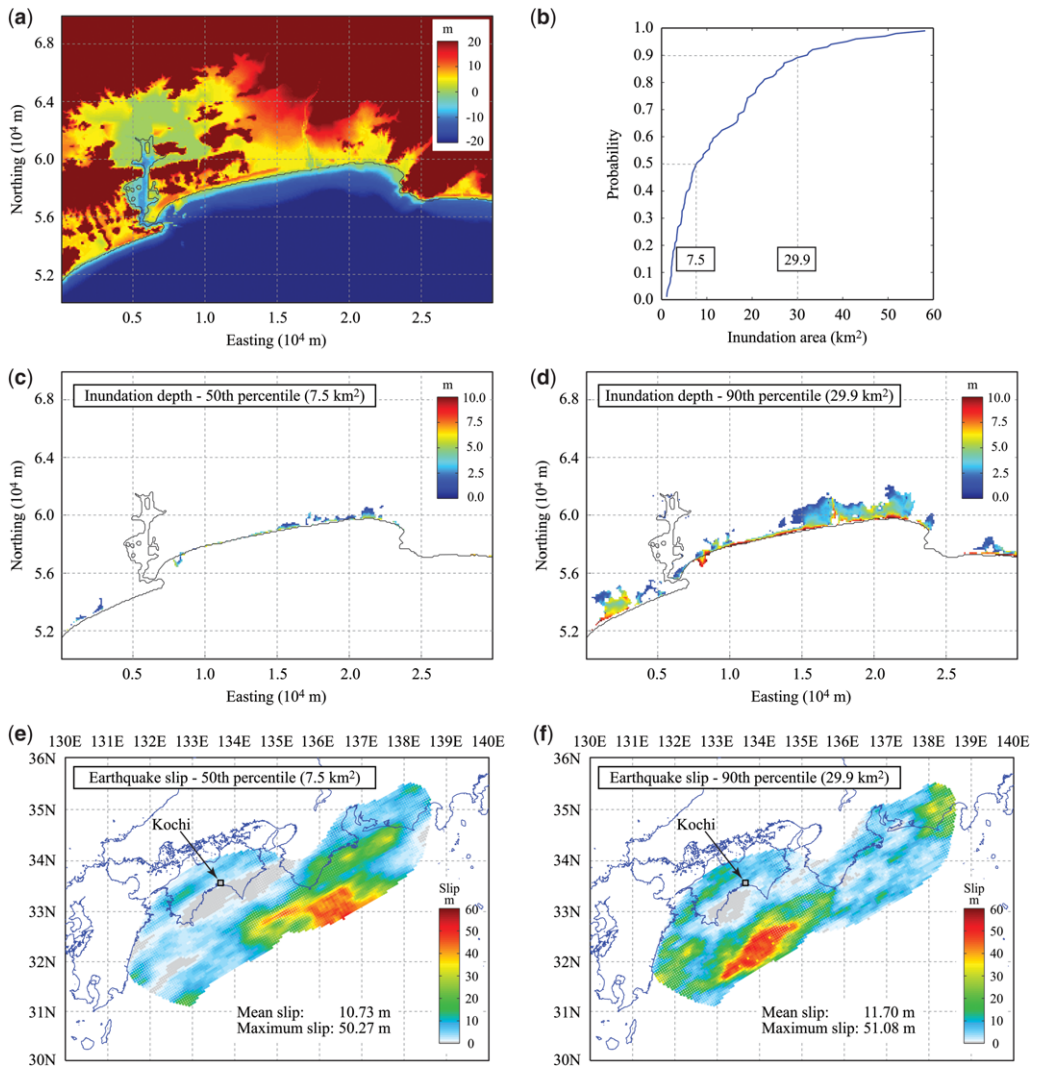 (a)
m
20
10
0
-10
-20
6.8
6.4
6.0
5.6
5.2
Northing (10⁴ m)
0.5 1.0 1.5 2.0 2.5
Easting (10⁴ m)
(b)
1.0
0.9
0.8
0.7
0.6
0.5
0.4
0.3
0.2
0.1
0.0
Probability
7.5
29.9
0 10 20 30 40 50 60
Inundation area (km²)
(c)
Inundation depth - 50th percentile (7.5 km²)
m
10.0
7.5
5.0
2.5
0.0
6.8
6.4
6.0
5.6
5.2
Northing (10⁴ m)
0.5 1.0 1.5 2.0 2.5
Easting (10⁴ m)
(d)
Inundation depth - 90th percentile (29.9 km²)
m
10.0
7.5
5.0
2.5
0.0
6.8
6.4
6.0
5.6
5.2
Northing (10⁴ m)
0.5 1.0 1.5 2.0 2.5
Easting (10⁴ m)
(e)
130E 131E 132E 133E 134E 135E 136E 137E 138E 139E 140E
36N
35N
34N
33N
32N
31N
30N
Earthquake slip - 50th percentile (7.5 km²)
Kochi
Slip
m
60
50
40
30
20
10
0
Mean slip: 10.73 m
Maximum slip: 50.27 m
(f)
130E 131E 132E 133E 134E 135E 136E 137E 138E 139E 140E
36N
35N
34N
33N
32N
31N
30N
Earthquake slip - 90th percentile (29.9 km²)
Kochi
Slip
m
60
50
40
30
20
10
0
Mean slip: 11.70 m
Maximum slip: 51.08 m